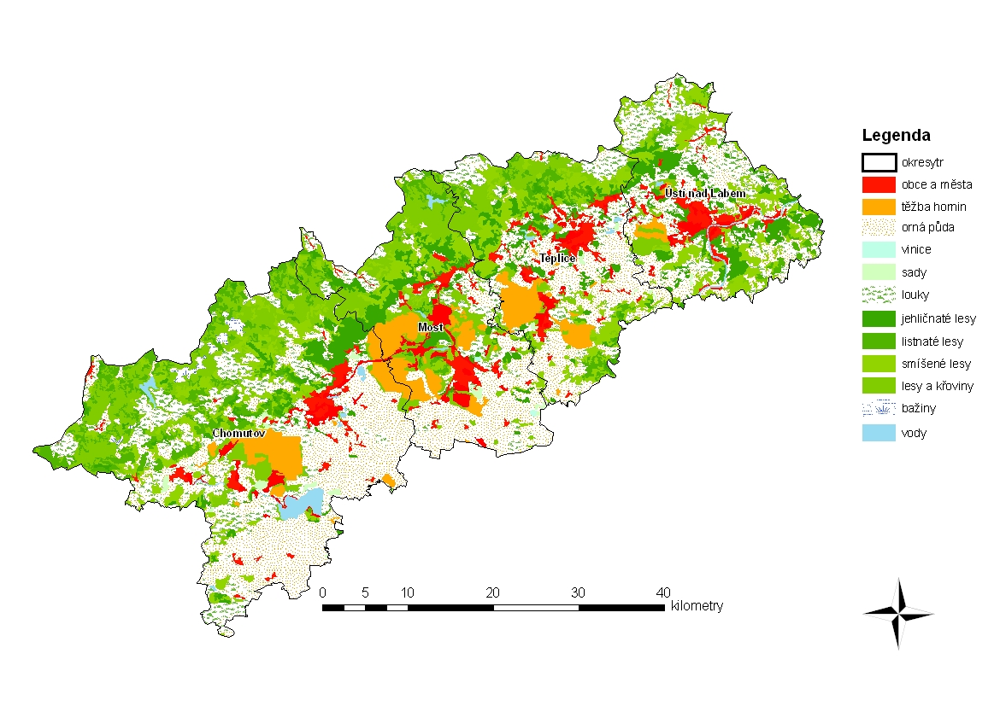 Legenda
okresytr
obce a města
těžba hornin
orná půda
vinice
sady
louky
jehličnaté lesy
listnaté lesy
smíšené lesy
lesy a křoviny
bažiny
vody
Ústí nad Labem
Teplice
Most
Chomutov
0 5 10 20 30 40
kilometry